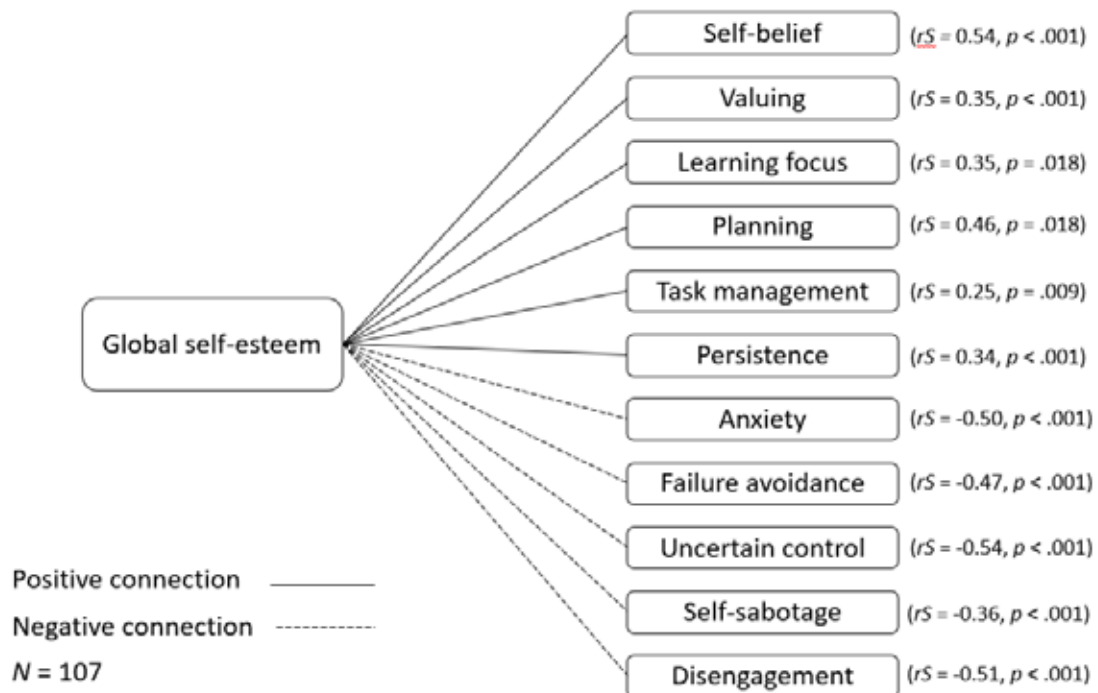 Self-belief (rS = 0.54, p < .001)
Valuing (rS = 0.35, p < .001)
Learning focus (rS = 0.35, p = .018)
Planning (rS = 0.46, p = .018)
Task management (rS = 0.25, p = .009)
Global self-esteem
Persistence (rS = 0.34, p < .001)
Anxiety (rS = -0.50, p < .001)
Failure avoidance (rS = -0.47, p < .001)
Uncertain control (rS = -0.54, p < .001)
Self-sabotage (rS = -0.36, p < .001)
Disengagement (rS = -0.51, p < .001)
Positive connection
Negative connection
N = 107